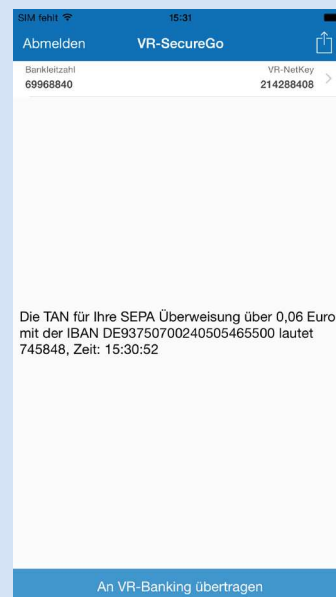 SIM fehlt 15:31
Abmelden VR-SecureGo
Bankleitzahl VR-NetKey
69968840 214288408
Die TAN für Ihre SEPA Überweisung über 0,06 Euro
mit der IBAN DE93750700240505465500 lautet
745848, Zeit: 15:30:52
An VR-Banking übertragen